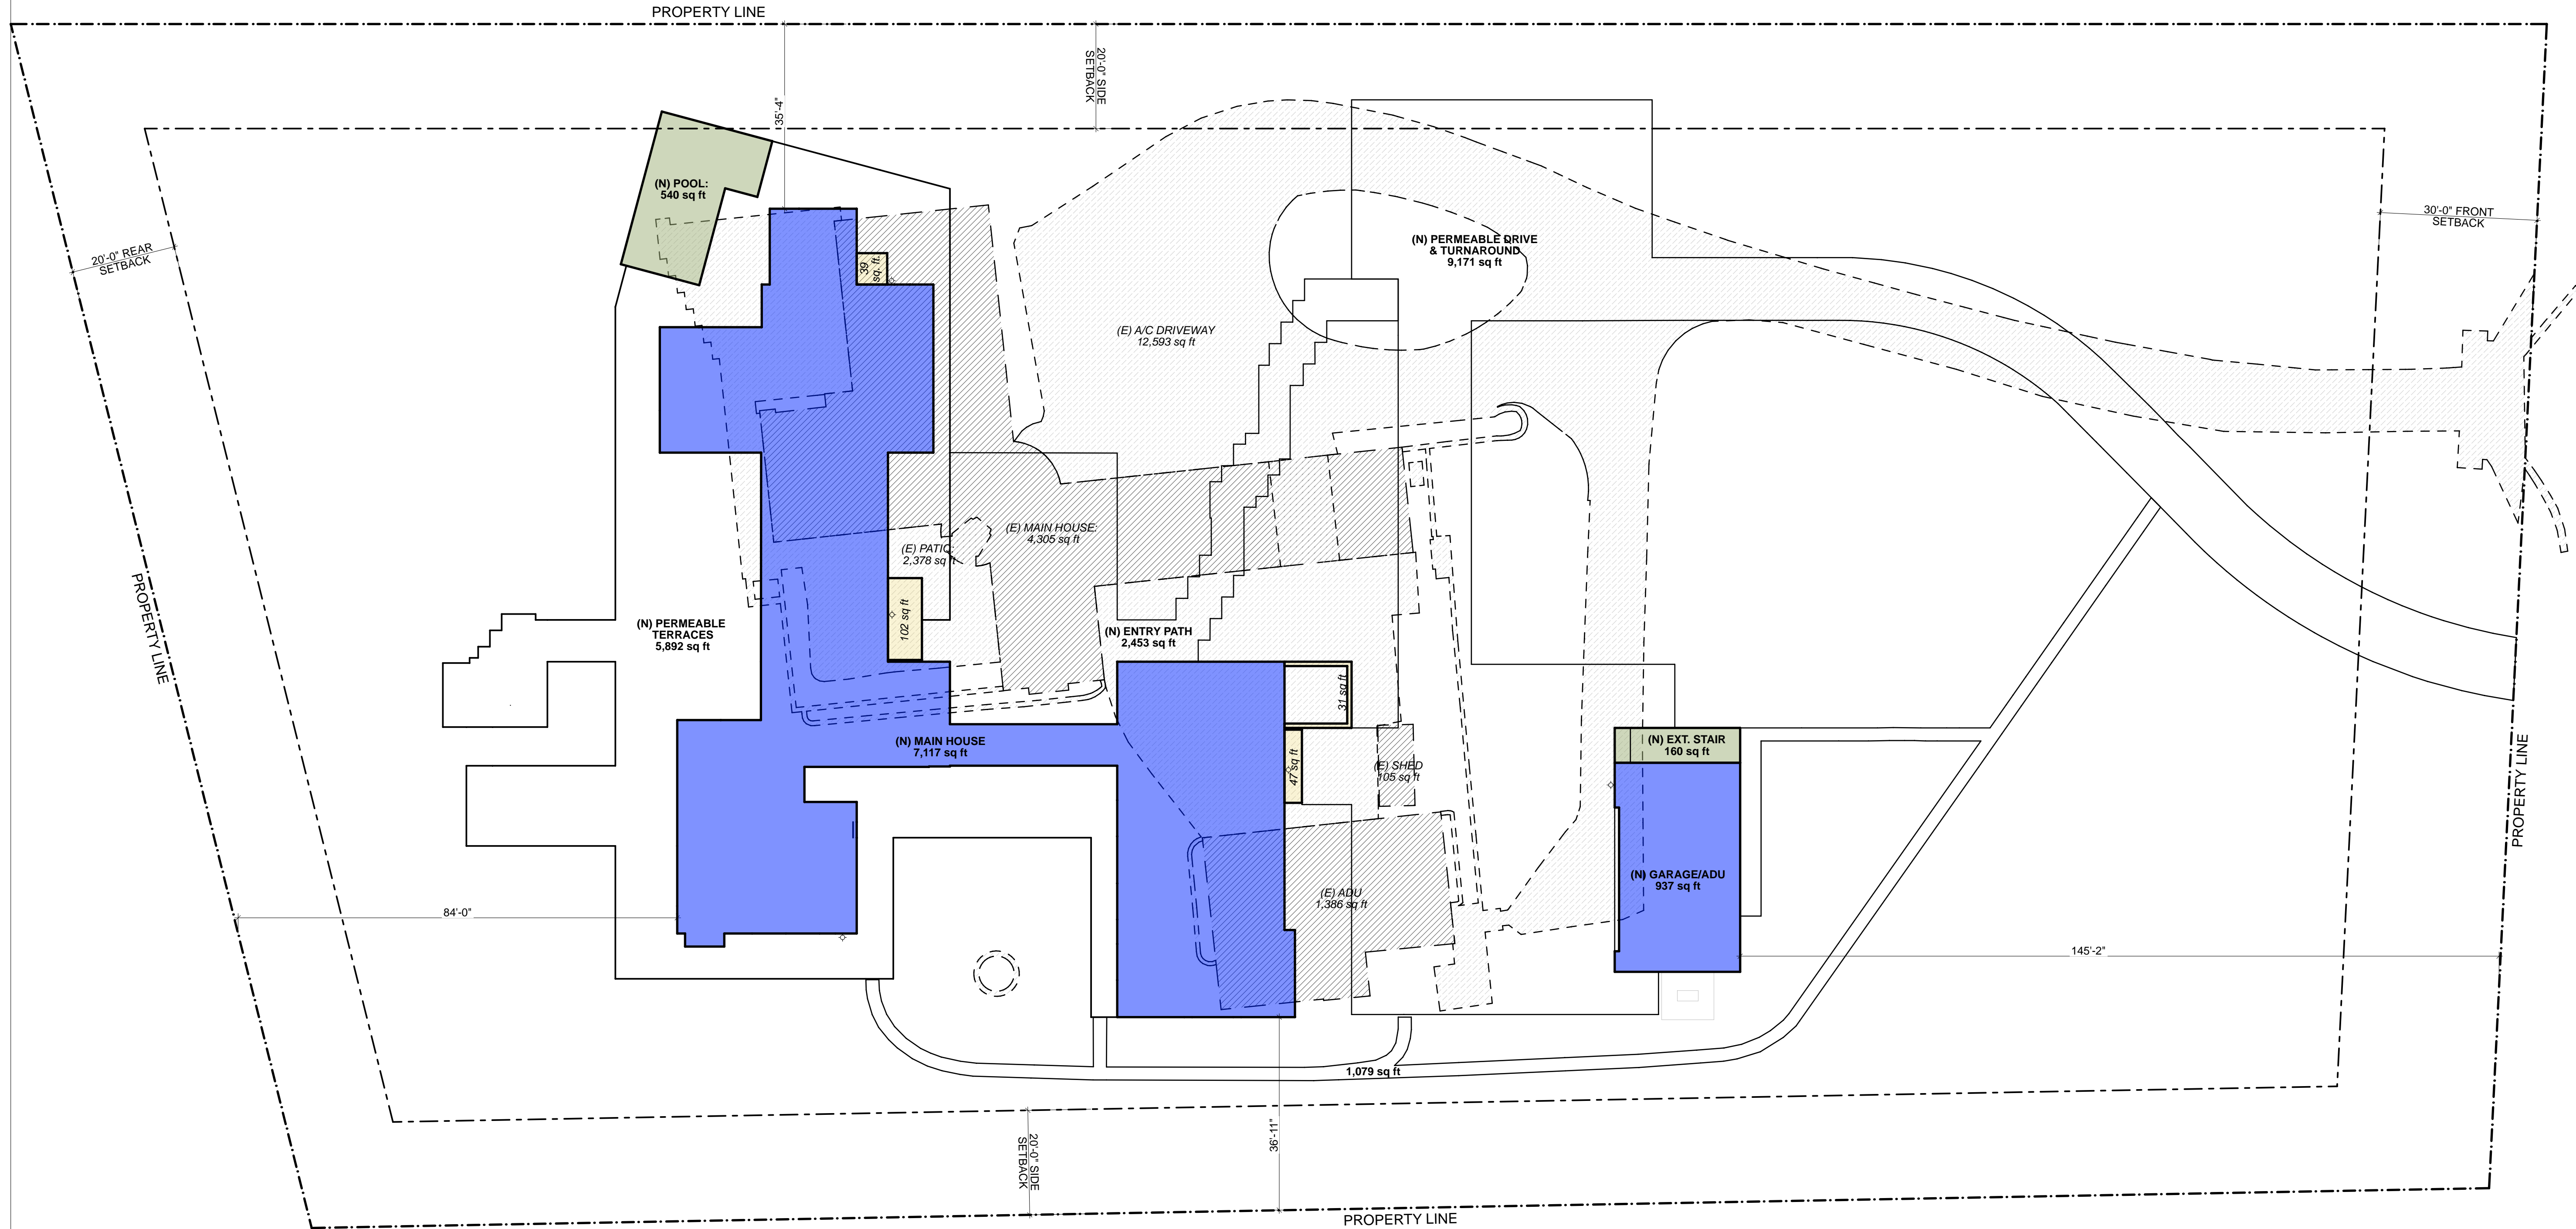 PROPERTY LINE
20'-0" SIDE
SETBACK
35'-4"
(N) POOL:
540 sq ft
30'-0" FRONT
SETBACK
20'-0" REAR
SETBACK
39
sq. ft.
(N) PERMEABLE DRIVE
& TURNAROUND
9,171 sq ft
(E) A/C DRIVEWAY
12,593 sq ft
(E) MAIN HOUSE:
4,305 sq ft
(E) PATIO:
2,378 sq ft
PROPERTY LINE
102 sq ft
(N) PERMEABLE
TERRACES
5,892 sq ft
(N) ENTRY PATH
2,453 sq ft
31 sq ft
(N) MAIN HOUSE
7,117 sq ft
47 sq ft
(E) SHED
105 sq ft
(N) EXT. STAIR
160 sq ft
PROPERTY LINE
(N) GARAGE/ADU
937 sq ft
(E) ADU
1,386 sq ft
84'-0"
145'-2"
1,079 sq ft
36'-11"
20'-0" SIDE
SETBACK
PROPERTY LINE